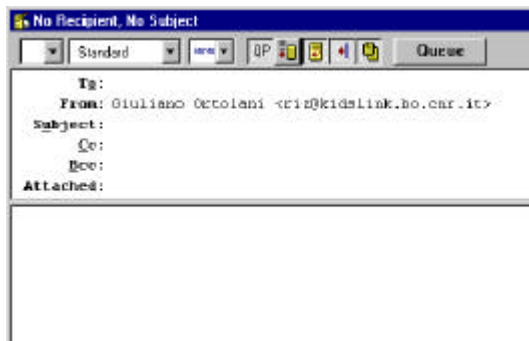 No Recipient, No Subject
Standard QP Queue
To:
From: Giuliano Ortolani <riz@kidslink.bo.cnr.it>
Subject:
Cc:
Bcc:
Attached: